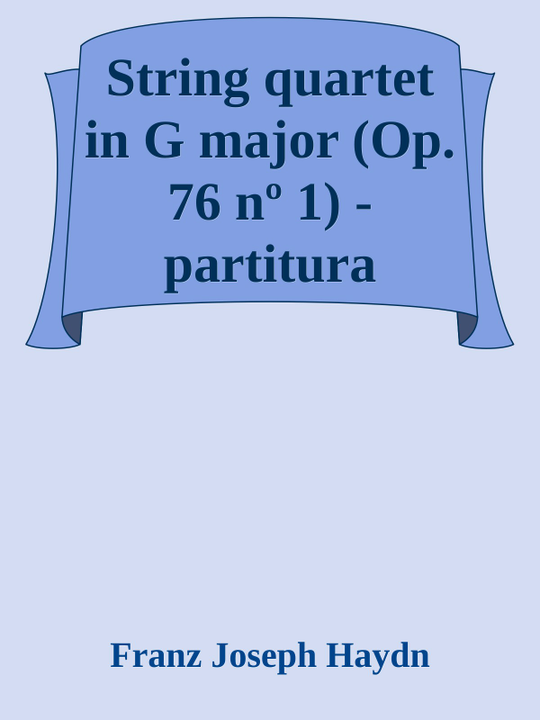 String quartet
in G major (Op.
76 nº 1) -
partitura
Franz Joseph Haydn